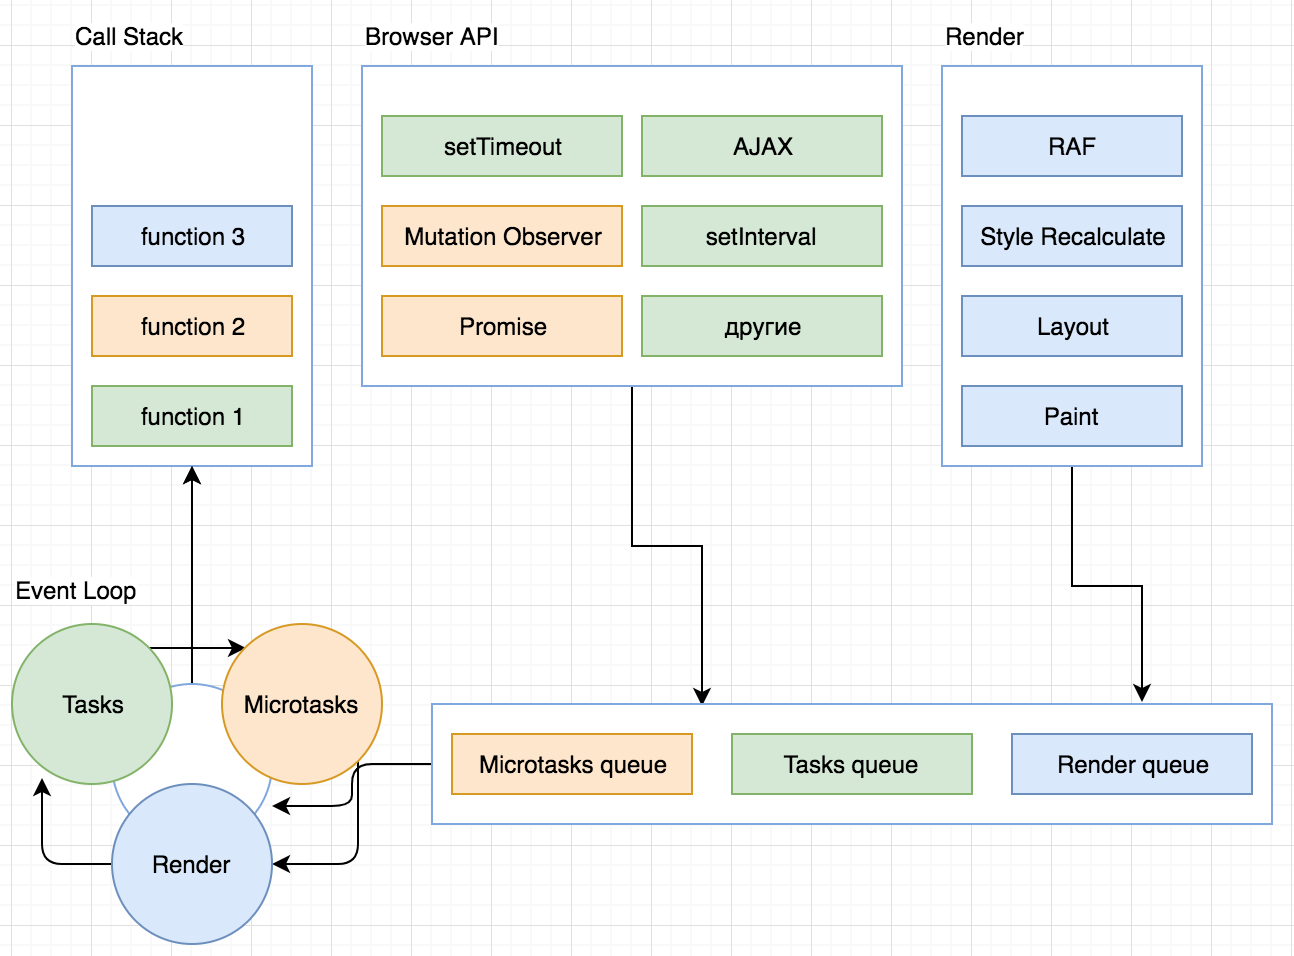 Call Stack
function 3
function 2
function 1
Browser API
setTimeout
AJAX
Mutation Observer
setInterval
Promise
другие
Render
RAF
Style Recalculate
Layout
Paint
Event Loop
Tasks
Microtasks
Render
Microtasks queue
Tasks queue
Render queue